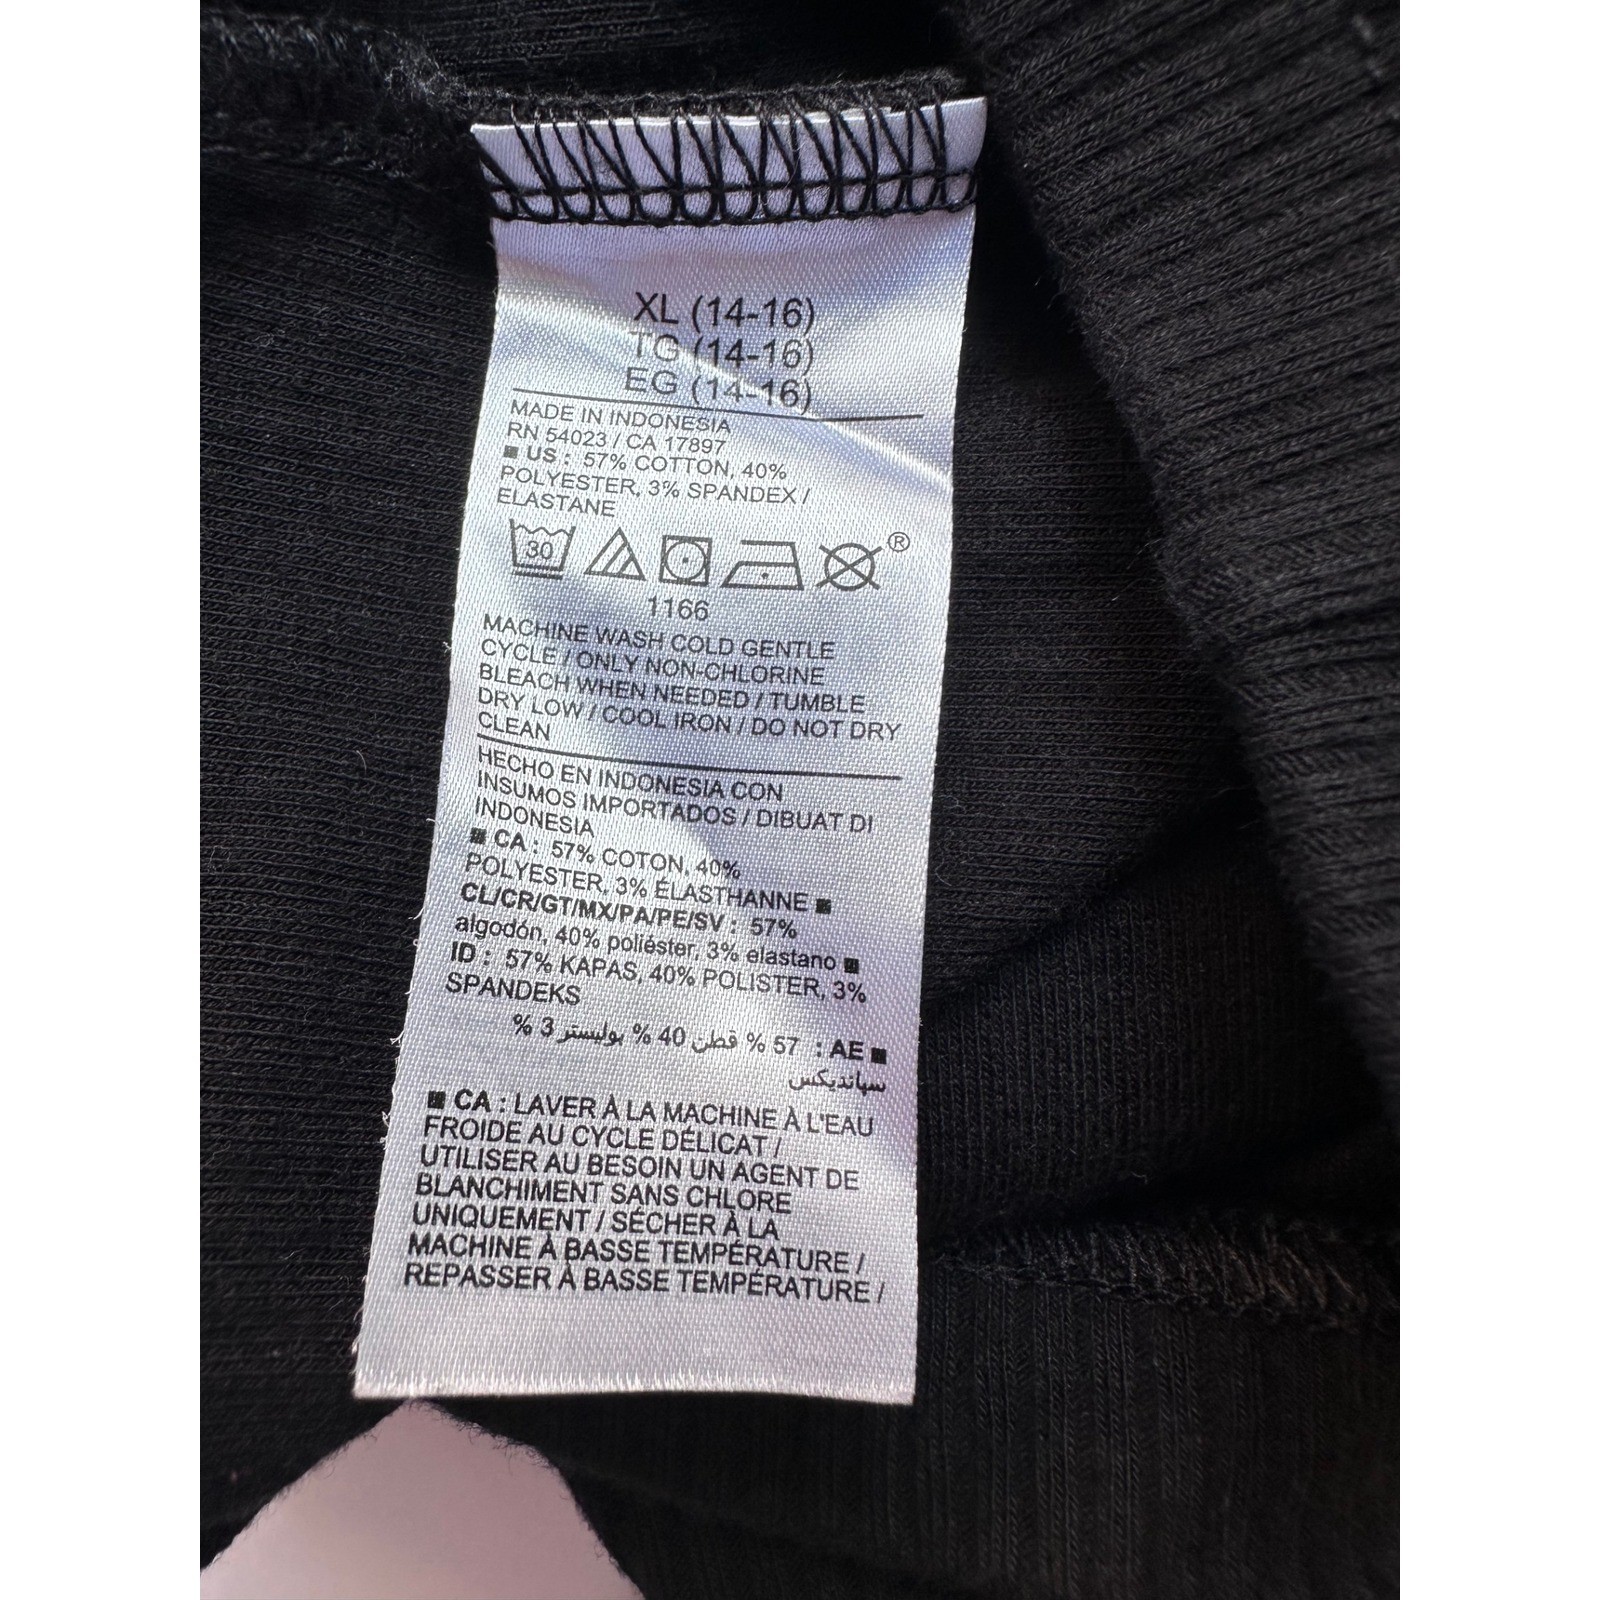 XL (14-16)
TG (14-16)
EG (14-16)
MADE IN INDONESIA
RN 54023 / CA 17897
■ US : 57% COTTON, 40%
POLYESTER, 3% SPANDEX /
ELASTANE
30
®
1166
MACHINE WASH COLD GENTLE
CYCLE / ONLY NON-CHLORINE
BLEACH WHEN NEEDED / TUMBLE
DRY LOW / COOL IRON / DO NOT DRY
CLEAN
HECHO EN INDONESIA CON
INSUMOS IMPORTADOS / DIBUAT DI
INDONESIA
■ CA : 57% COTON, 40%
POLYESTER, 3% ÉLASTHANNE ■
CL/CR/GT/MX/PA/PE/SV : 57%
algodón, 40% poliéster, 3% elastano ■
ID : 57% KAPAS, 40% POLISTER, 3%
SPANDEKS
■ AE : 57 % قطن 40 % بوليستر 3 %
سباندیکس
■ CA : LAVER À LA MACHINE À L'EAU
FROIDE AU CYCLE DÉLICAT /
UTILISER AU BESOIN UN AGENT DE
BLANCHIMENT SANS CHLORE
UNIQUEMENT / SÉCHER À LA
MACHINE À BASSE TEMPÉRATURE /
REPASSER À BASSE TEMPÉRATURE /